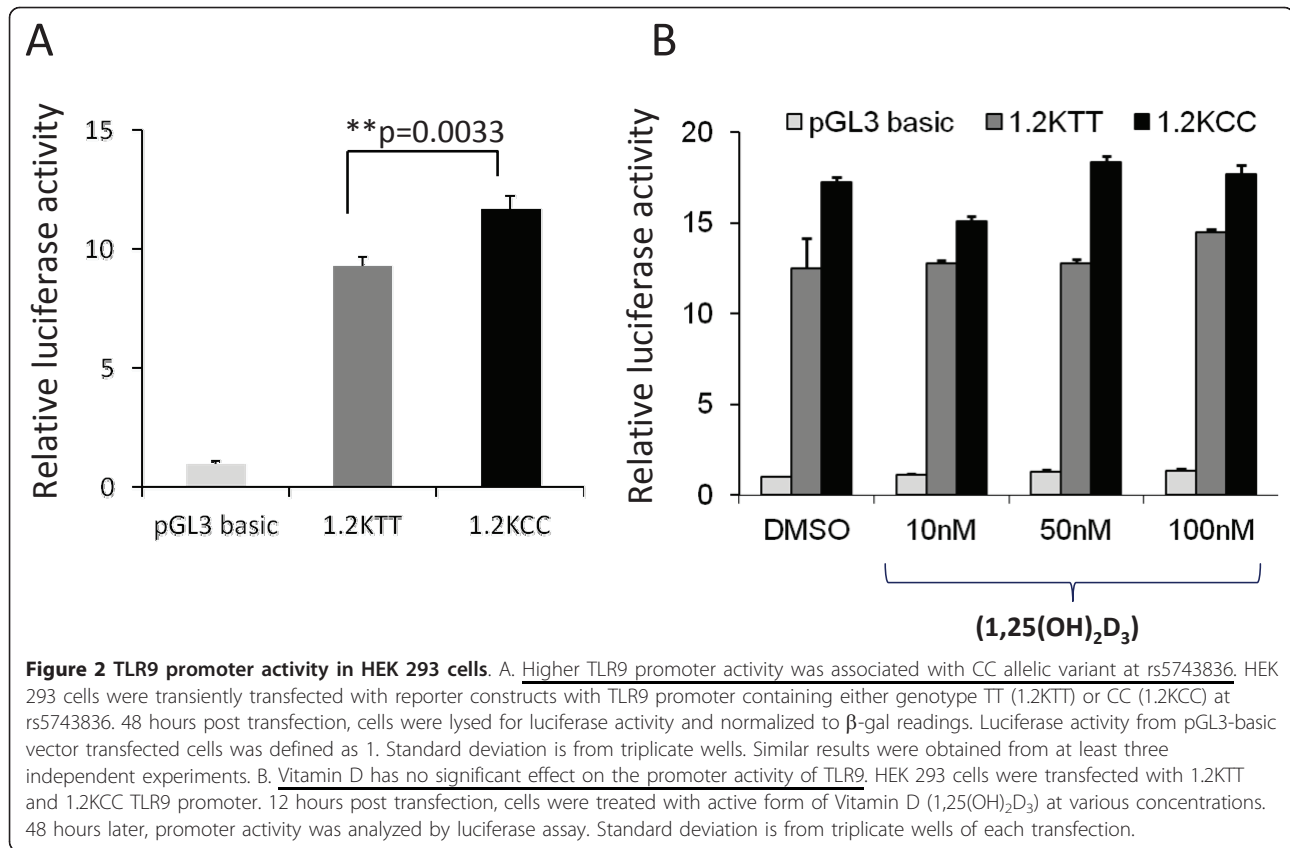 A
B
Relative luciferase activity
15
10
5
0
**p=0.0033
pGL3 basic
1.2KTT
1.2KCC
Relative luciferase activity
20
15
10
5
0
pGL3 basic 1.2KTT 1.2KCC
DMSO
10nM
50nM
100nM
(1,25(OH)₂D₃)
Figure 2 TLR9 promoter activity in HEK 293 cells. A. Higher TLR9 promoter activity was associated with CC allelic variant at rs5743836. HEK
293 cells were transiently transfected with reporter constructs with TLR9 promoter containing either genotype TT (1.2KTT) or CC (1.2KCC) at
rs5743836. 48 hours post transfection, cells were lysed for luciferase activity and normalized to β-gal readings. Luciferase activity from pGL3-basic
vector transfected cells was defined as 1. Standard deviation is from triplicate wells. Similar results were obtained from at least three
independent experiments. B. Vitamin D has no significant effect on the promoter activity of TLR9. HEK 293 cells were transfected with 1.2KTT
and 1.2KCC TLR9 promoter. 12 hours post transfection, cells were treated with active form of Vitamin D (1,25(OH)₂D₃) at various concentrations.
48 hours later, promoter activity was analyzed by luciferase assay. Standard deviation is from triplicate wells of each transfection.